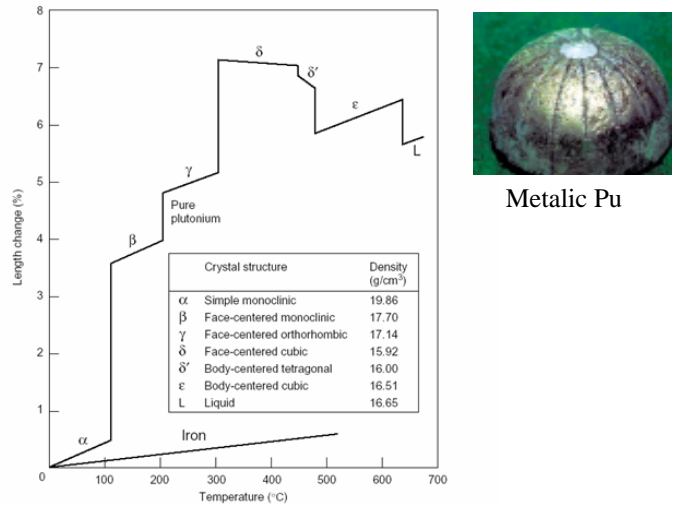 8
7
6
5
4
3
2
1
0
Length change (%)
α
β
γ
δ
δ′
ε
L
Pure
plutonium
Crystal structure Density
(g/cm³)
α Simple monoclinic 19.86
β Face-centered monoclinic 17.70
γ Face-centered orthorhombic 17.14
δ Face-centered cubic 15.92
δ′ Body-centered tetragonal 16.00
ε Body-centered cubic 16.51
L Liquid 16.65
Iron
100 200 300 400 500 600 700
Temperature (°C)
Metalic Pu